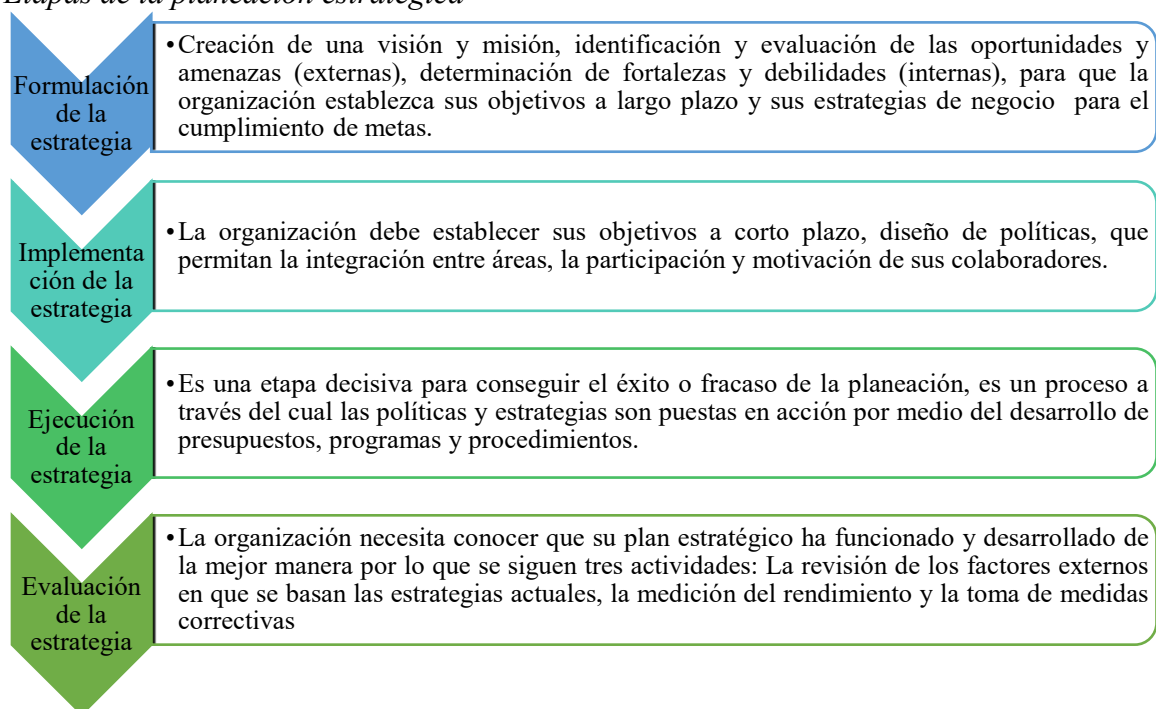 Etapas de la planeación estratégica
Formulación
de la
estrategia
•Creación de una visión y misión, identificación y evaluación de las oportunidades y
amenazas (externas), determinación de fortalezas y debilidades (internas), para que la
organización establezca sus objetivos a largo plazo y sus estrategias de negocio para el
cumplimiento de metas.
Implementa
ción de la
estrategia
•La organización debe establecer sus objetivos a corto plazo, diseño de políticas, que
permitan la integración entre áreas, la participación y motivación de sus colaboradores.
Ejecución
de la
estrategia
•Es una etapa decisiva para conseguir el éxito o fracaso de la planeación, es un proceso a
través del cual las políticas y estrategias son puestas en acción por medio del desarrollo de
presupuestos, programas y procedimientos.
Evaluación
de la
estrategia
•La organización necesita conocer que su plan estratégico ha funcionado y desarrollado de
la mejor manera por lo que se siguen tres actividades: La revisión de los factores externos
en que se basan las estrategias actuales, la medición del rendimiento y la toma de medidas
correctivas